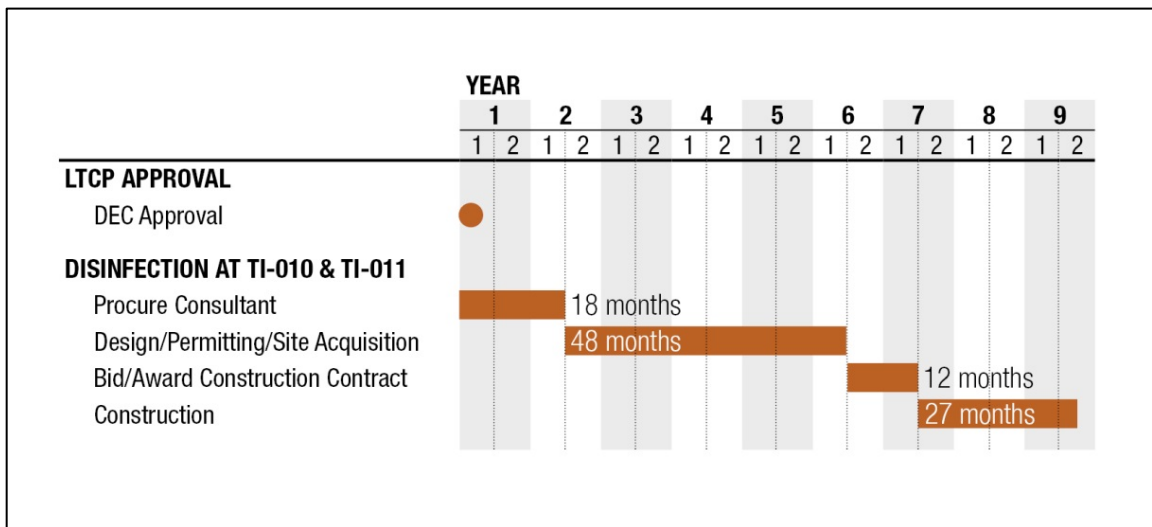 YEAR
1 2 3 4 5 6 7 8 9
1 2 1 2 1 2 1 2 1 2 1 2 1 2 1 2 1 2
LTCP APPROVAL
DEC Approval
DISINFECTION AT TI-010 & TI-011
Procure Consultant 18 months
Design/Permitting/Site Acquisition 48 months
Bid/Award Construction Contract 12 months
Construction 27 months